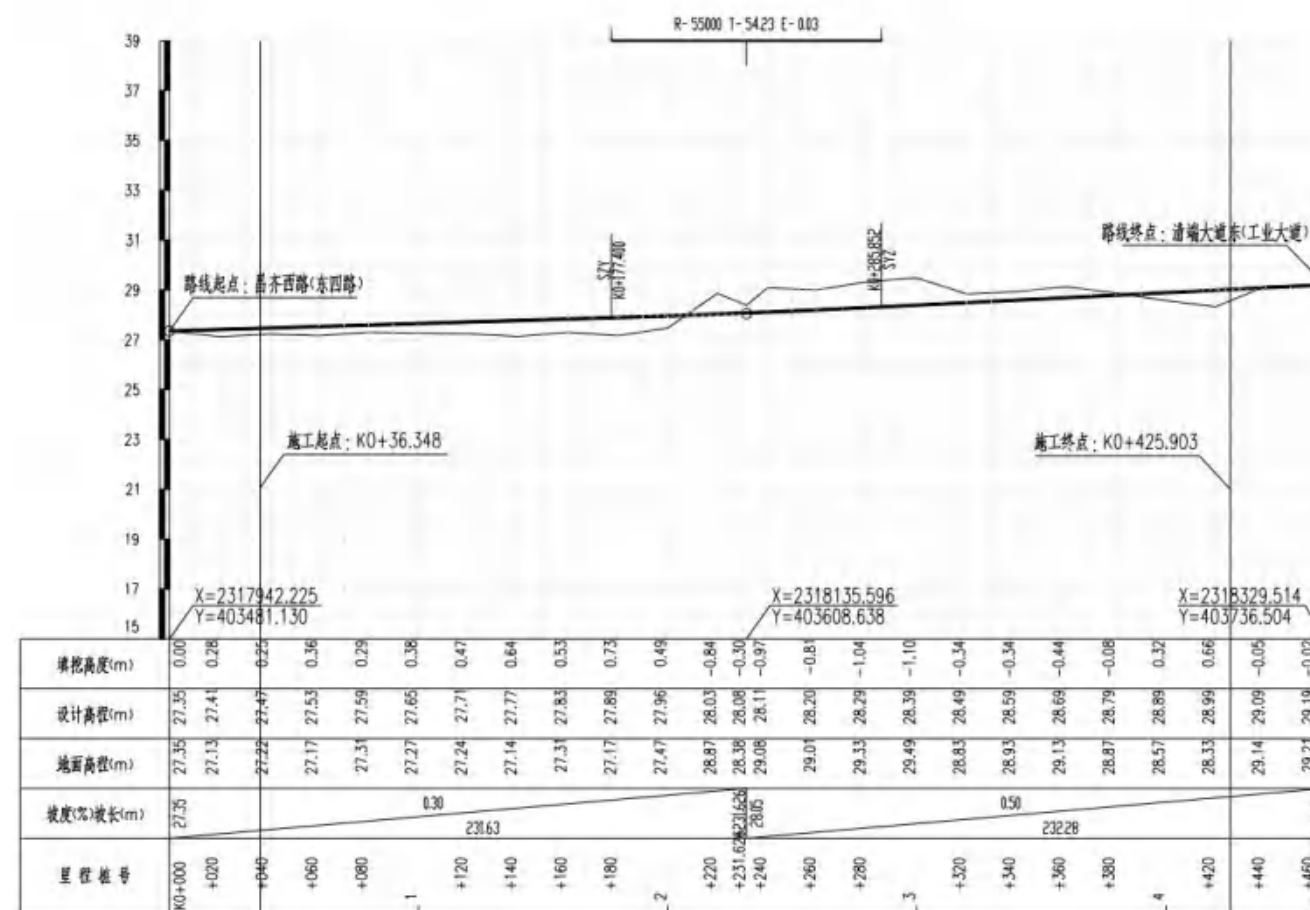 R-55000 T-54.23 E-0.03
39
37
35
33
31
29
27
25
23
21
19
17
15
SZY
K0+177.400
K0+285.852
SYZ
路线起点：昌齐西路(东四路)
路线终点：清端大道东(工业大道)
施工起点：K0+36.348
施工终点：K0+425.903
X=2317942.225
Y=403481.130
X=2318135.596
Y=403608.638
X=2318329.514
Y=403736.504
填挖高度(m) 0.00 0.28 0.25 0.36 0.29 0.38 0.47 0.64 0.53 0.73 0.49 -0.84 -0.30 -0.97 -0.81 -1.04 -1.10 -0.34 -0.34 -0.44 -0.08 0.32 0.66 -0.05 -0.02
设计高程(m) 27.35 27.41 27.47 27.53 27.59 27.65 27.71 27.77 27.83 27.89 27.96 28.03 28.08 28.11 28.20 28.29 28.39 28.49 28.59 28.69 28.79 28.89 28.99 29.09 29.18
地面高程(m) 27.35 27.13 27.22 27.17 27.31 27.27 27.24 27.14 27.31 27.17 27.47 28.87 28.38 29.08 29.01 29.33 29.49 28.83 28.93 29.13 28.87 28.57 28.33 29.14 29.21
坡度(%)坡长(m) 27.35 0.30 231.63 231.626 28.05 0.50 232.28
里程桩号 K0+000 +020 +040 +060 +080 1 +120 +140 +160 +180 2 +220 +231.626 +240 +260 +280 3 +320 +340 +360 +380 4 +420 +440 +460